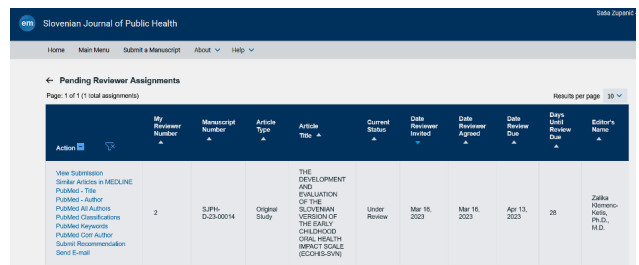 em Slovenian Journal of Public Health
Saša Zupanič
Home Main Menu Submit a Manuscript About Help
← Pending Reviewer Assignments
Page: 1 of 1 (1 total assignments)
Results per page 10
Action
My Reviewer Number
Manuscript Number
Article Type
Article Title
Current Status
Date Reviewer Invited
Date Reviewer Agreed
Date Review Due
Days Until Review Due
Editor's Name
View Submission
Similar Articles in MEDLINE
PubMed - Title
PubMed - Author
PubMed All Authors
PubMed Classifications
PubMed Keywords
PubMed Corr Author
Submit Recommendation
Send E-mail
2
SJPH-
D-23-00014
Original
Study
THE
DEVELOPMENT
AND
EVALUATION
OF THE
SLOVENIAN
VERSION OF
THE EARLY
CHILDHOOD
ORAL HEALTH
IMPACT SCALE
(ECOHIS-SVN)
Under
Review
Mar 16,
2023
Mar 16,
2023
Apr 13,
2023
28
Zalika
Klemenc-
Ketis,
Ph.D.,
M.D.